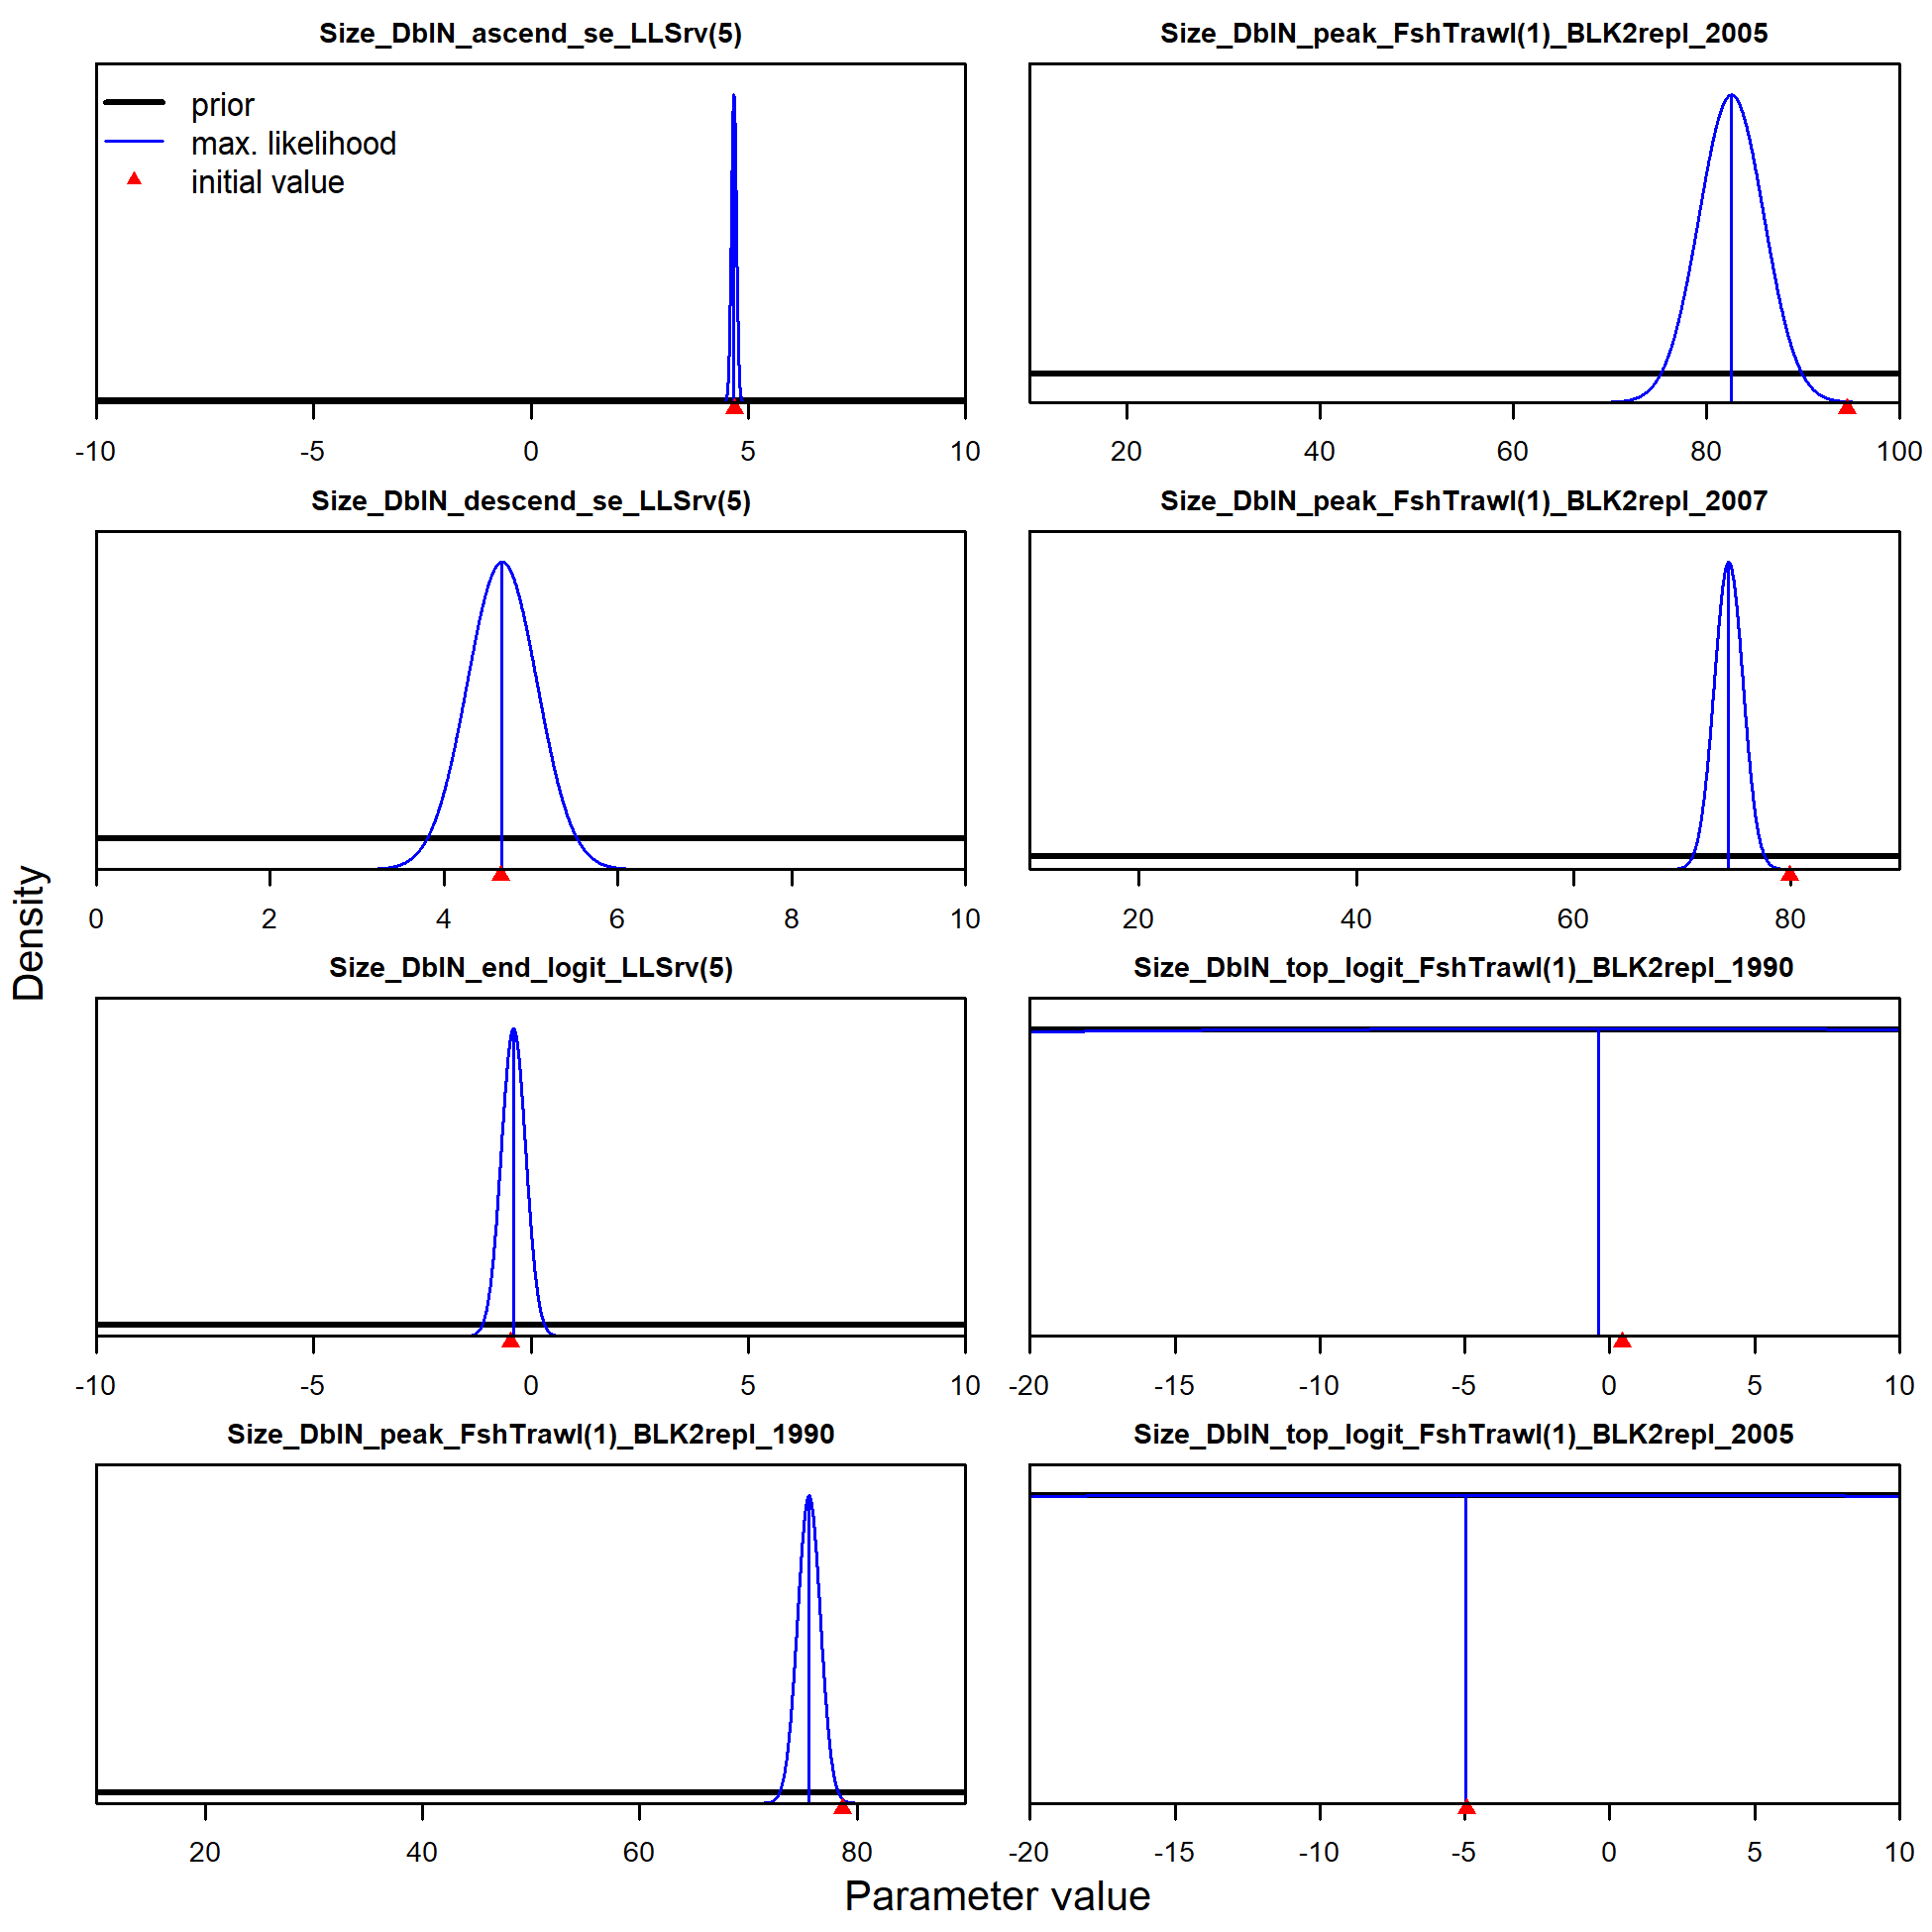 Size_DblN_ascend_se_LLSrv(5)
prior
max. likelihood
initial value
-10 -5 0 5 10
Size_DblN_peak_FshTrawl(1)_BLK2repl_2005
20 40 60 80 100
Size_DblN_descend_se_LLSrv(5)
0 2 4 6 8 10
Size_DblN_peak_FshTrawl(1)_BLK2repl_2007
20 40 60 80
Size_DblN_end_logit_LLSrv(5)
-10 -5 0 5 10
Size_DblN_top_logit_FshTrawl(1)_BLK2repl_1990
-20 -15 -10 -5 0 5 10
Size_DblN_peak_FshTrawl(1)_BLK2repl_1990
20 40 60 80
Size_DblN_top_logit_FshTrawl(1)_BLK2repl_2005
-20 -15 -10 -5 0 5 10
Density
Parameter value